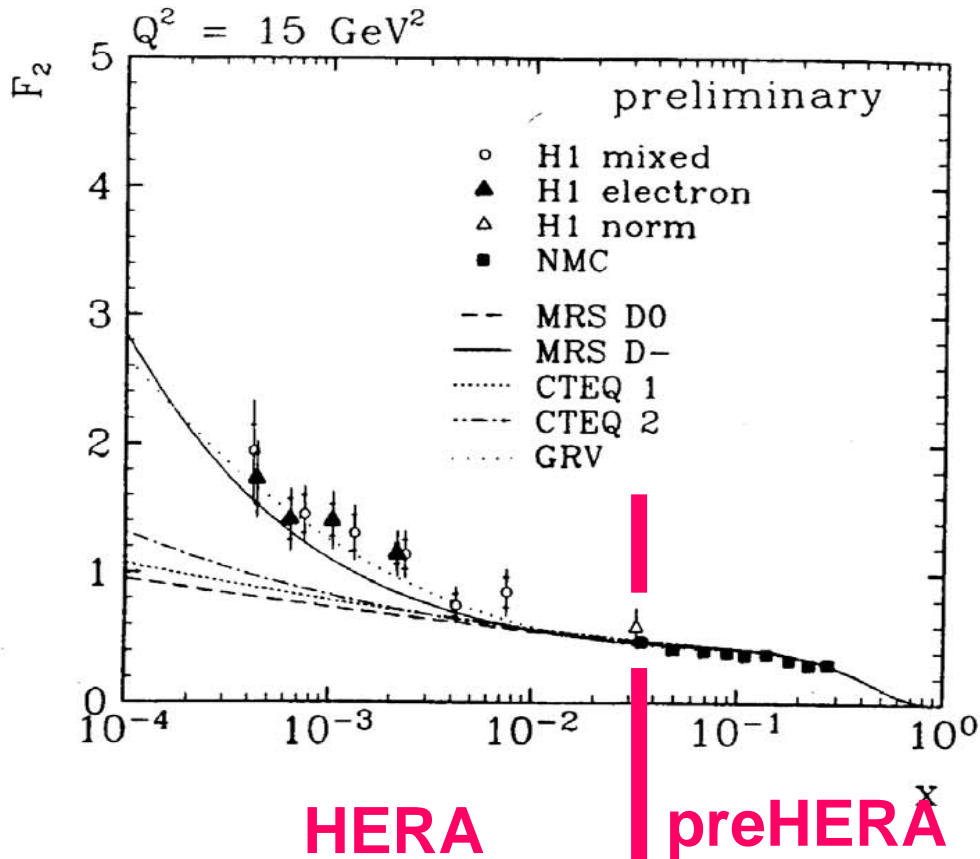 Q² = 15 GeV²
F₂
5
4
3
2
1
0
preliminary
H1 mixed
H1 electron
H1 norm
NMC
MRS D0
MRS D-
CTEQ 1
CTEQ 2
GRV
10⁻⁴ 10⁻³ 10⁻² 10⁻¹ 10⁰
x
HERA preHERA